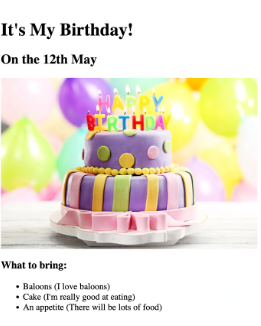 It's My Birthday!
On the 12th May
HAPPY
BIRTHDAY
What to bring:
Baloons (I love baloons)
Cake (I'm really good at eating)
An appetite (There will be lots of food)